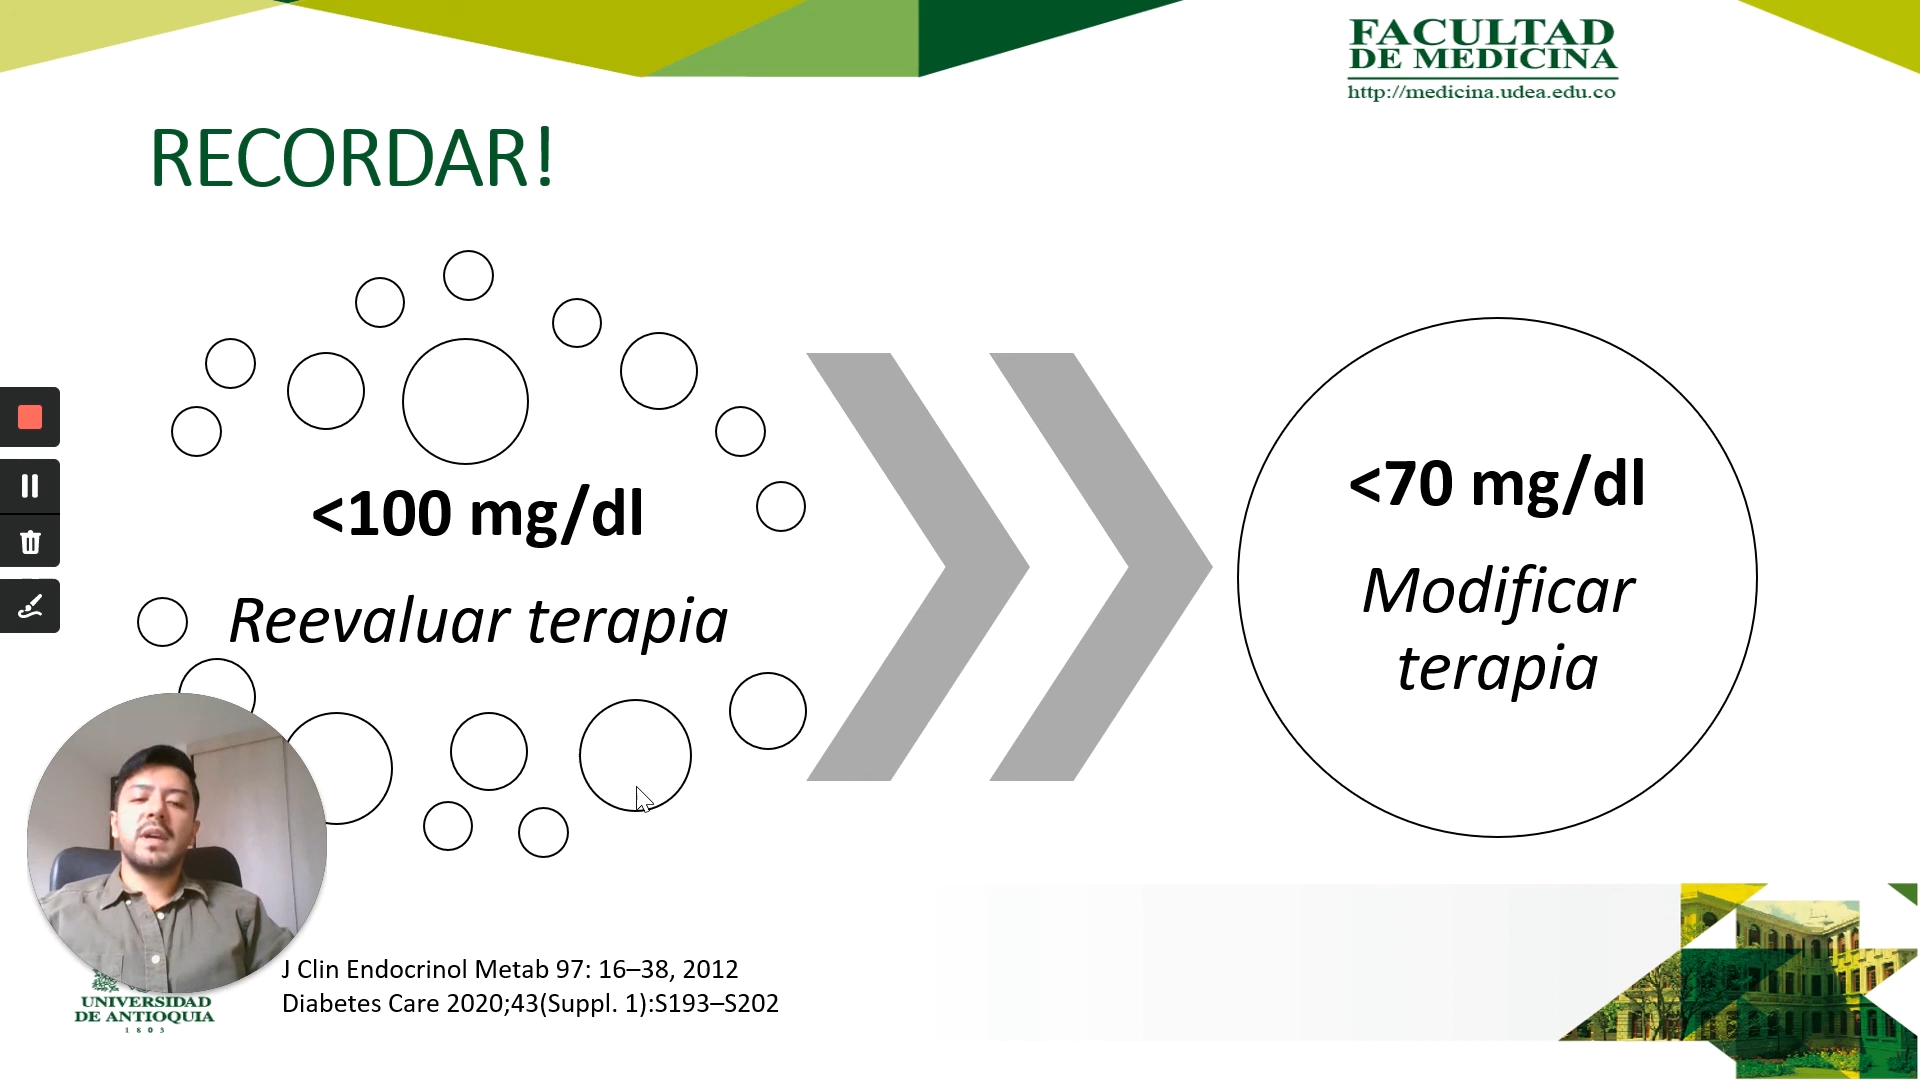 FACULTAD
DE MEDICINA
http://medicina.udea.edu.co
RECORDAR!
<100 mg/dl
Reevaluar terapia
<70 mg/dl
Modificar
terapia
J Clin Endocrinol Metab 97: 16–38, 2012
Diabetes Care 2020;43(Suppl. 1):S193–S202
UNIVERSIDAD
DE ANTIOQUIA
1803